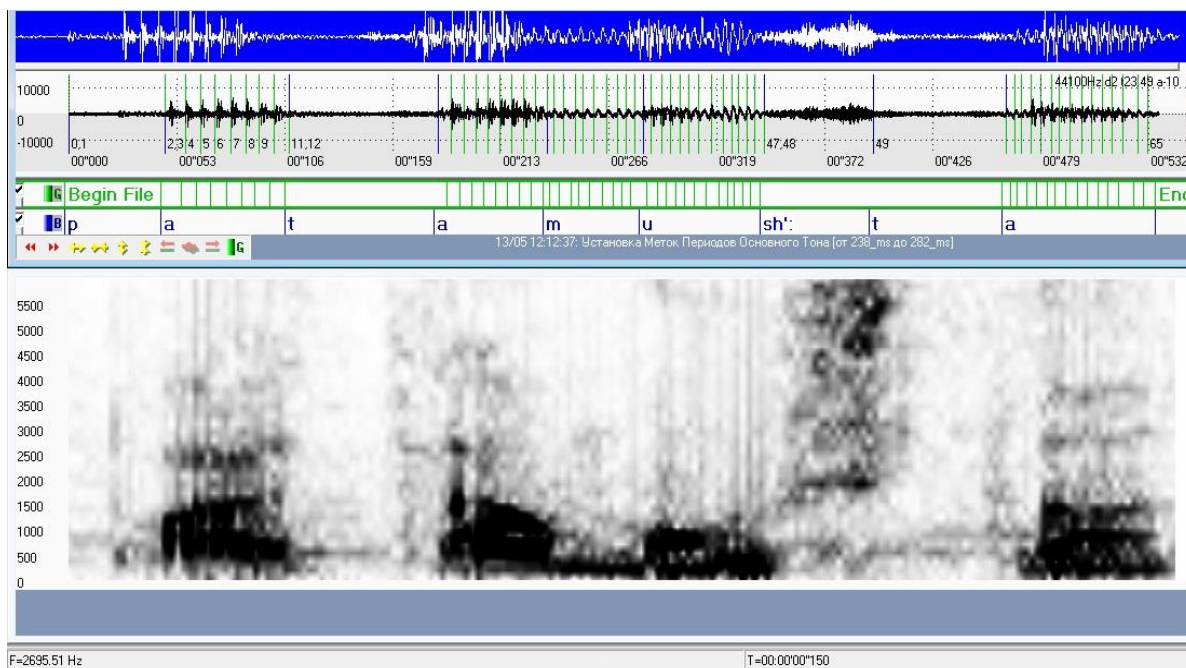 44100Hz d2 t23 49 a-10
10000
0
-10000
0,1 2,3 4 5 6 7 8 9 11,12 47,48 49 65
00"000 00"053 00"106 00"159 00"213 00"266 00"319 00"372 00"426 00"479 00"532
G Begin File
B p a t a m u sh': t a
G 13/05 12:12:37: Установка Меток Периодов Основного Тона [от 238_ms до 282_ms]
5500
5000
4500
4000
3500
3000
2500
2000
1500
1000
500
0
F=2695.51 Hz T=00:00'00"150